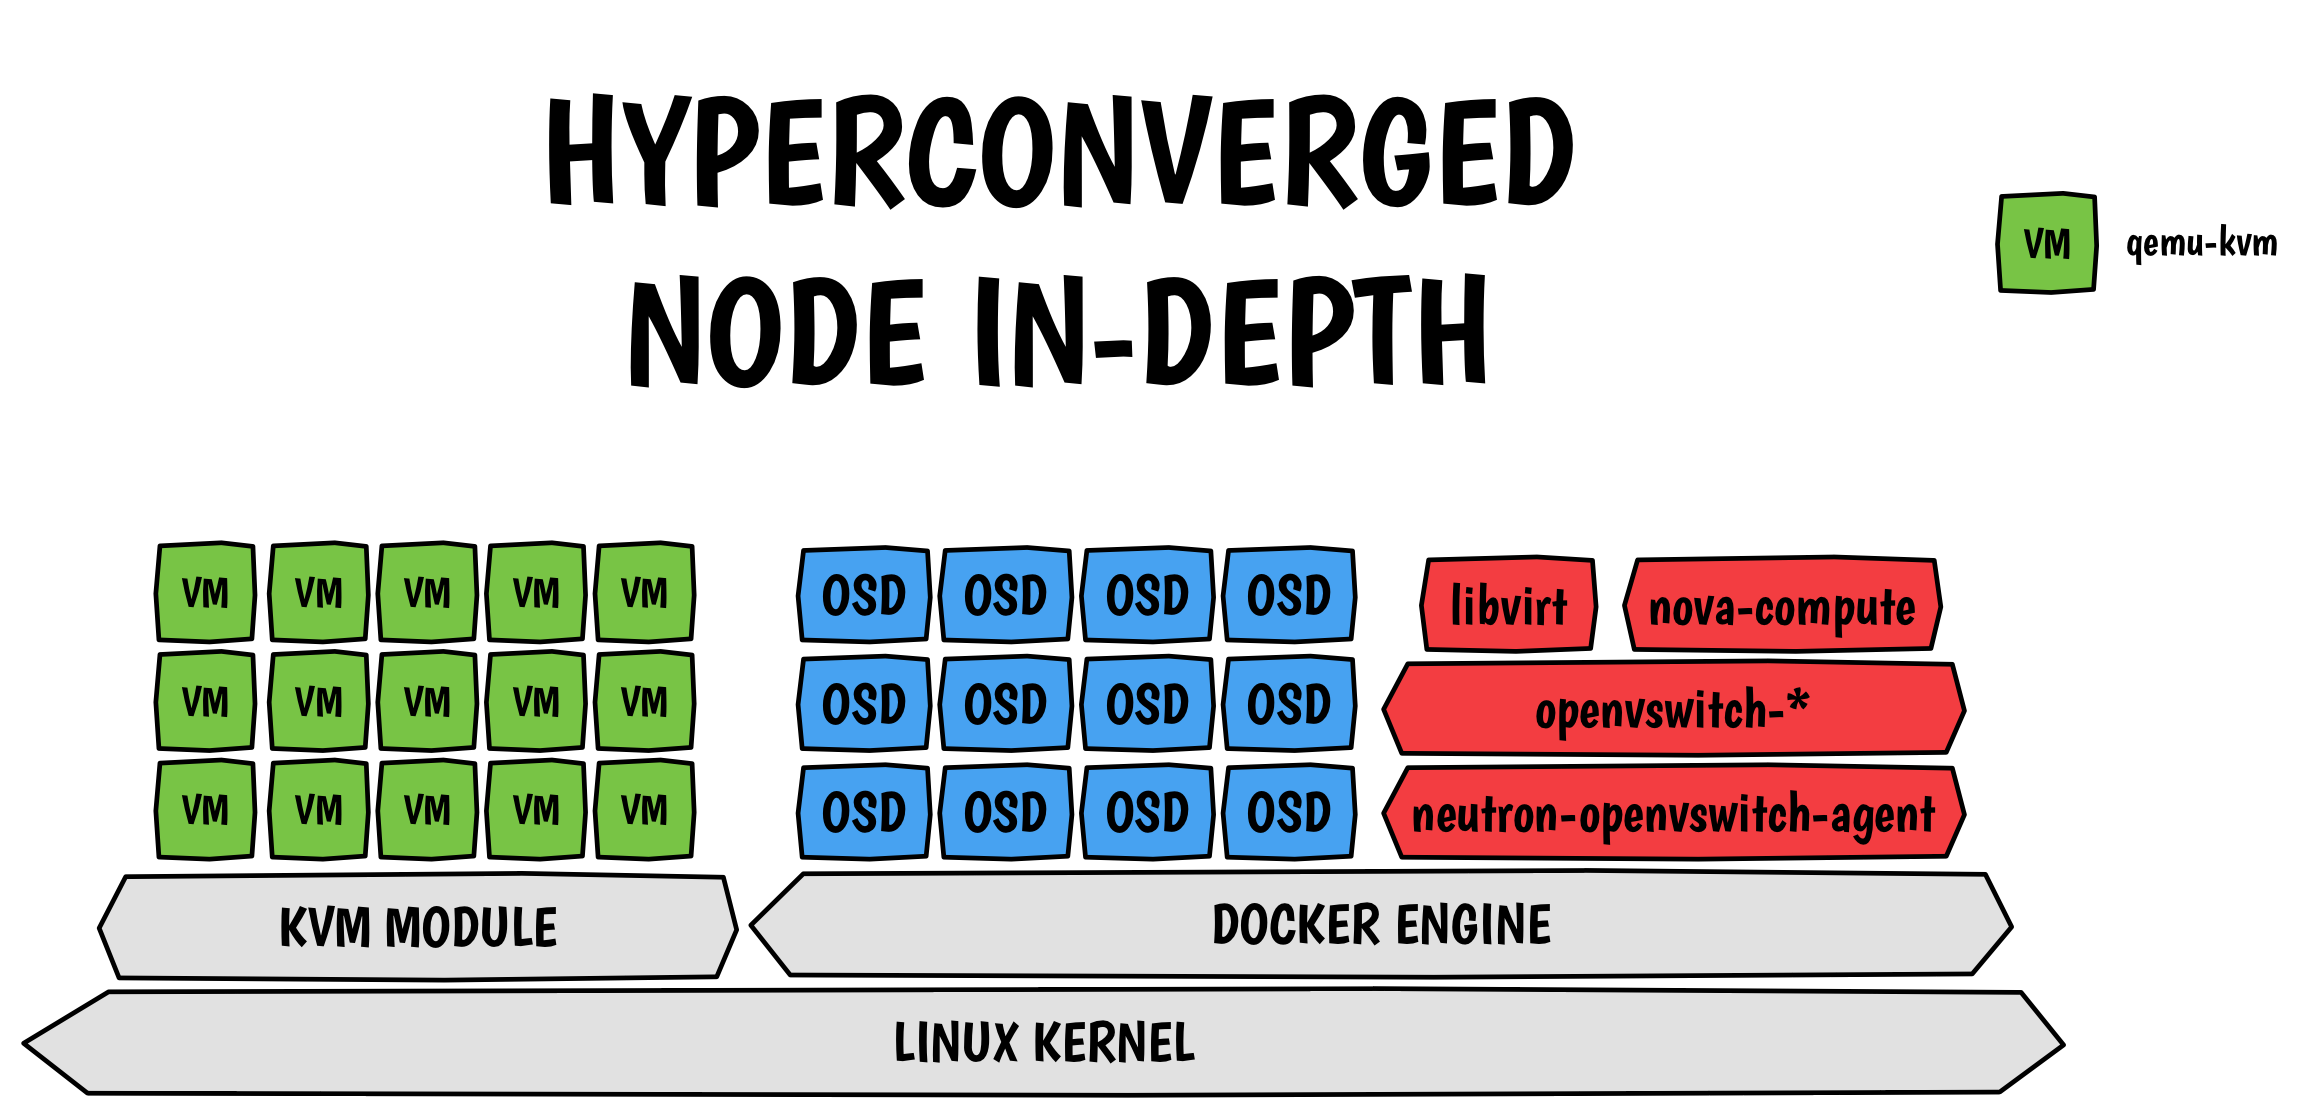 HYPERCONVERGED
NODE IN-DEPTH
VM qemu-kvm
VM VM VM VM VM OSD OSD OSD OSD libvirt nova-compute
VM VM VM VM VM OSD OSD OSD OSD openvswitch-*
VM VM VM VM VM OSD OSD OSD OSD neutron-openvswitch-agent
KVM MODULE DOCKER ENGINE
LINUX KERNEL